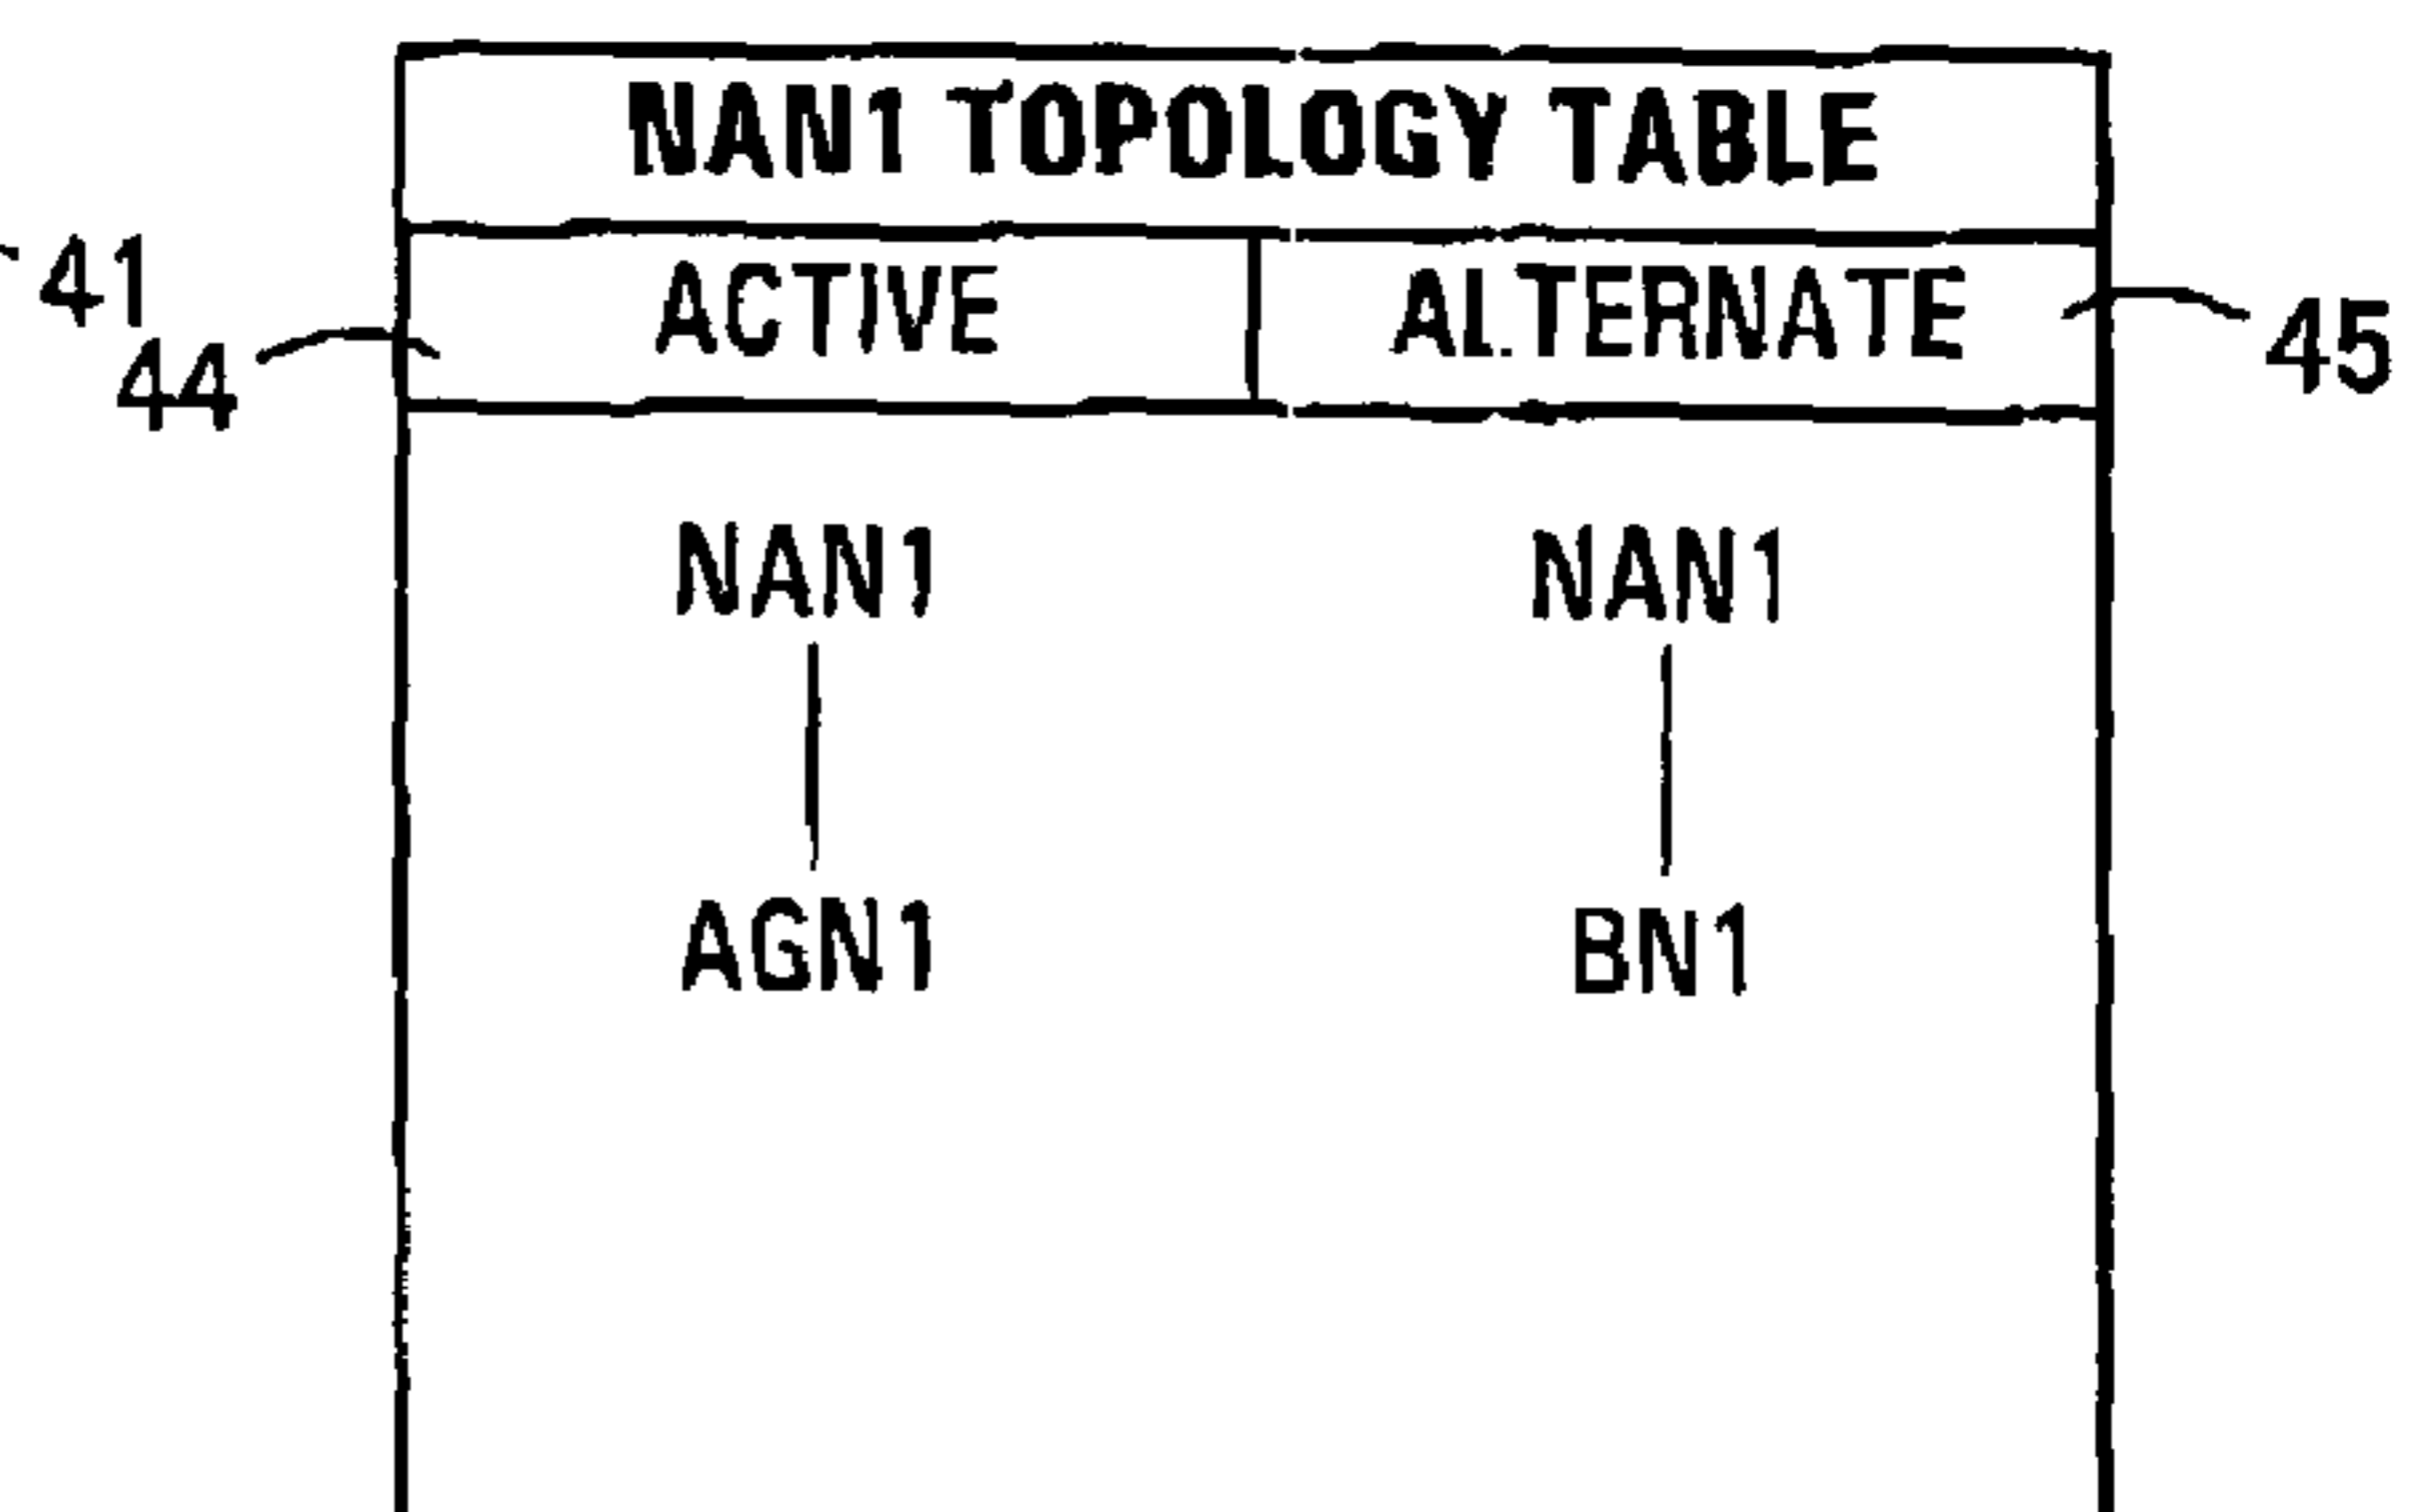 NAN1 TOPOLOGY TABLE
41
ACTIVE ALTERNATE
44 45
NAN1 NAN1
AGN1 BN1